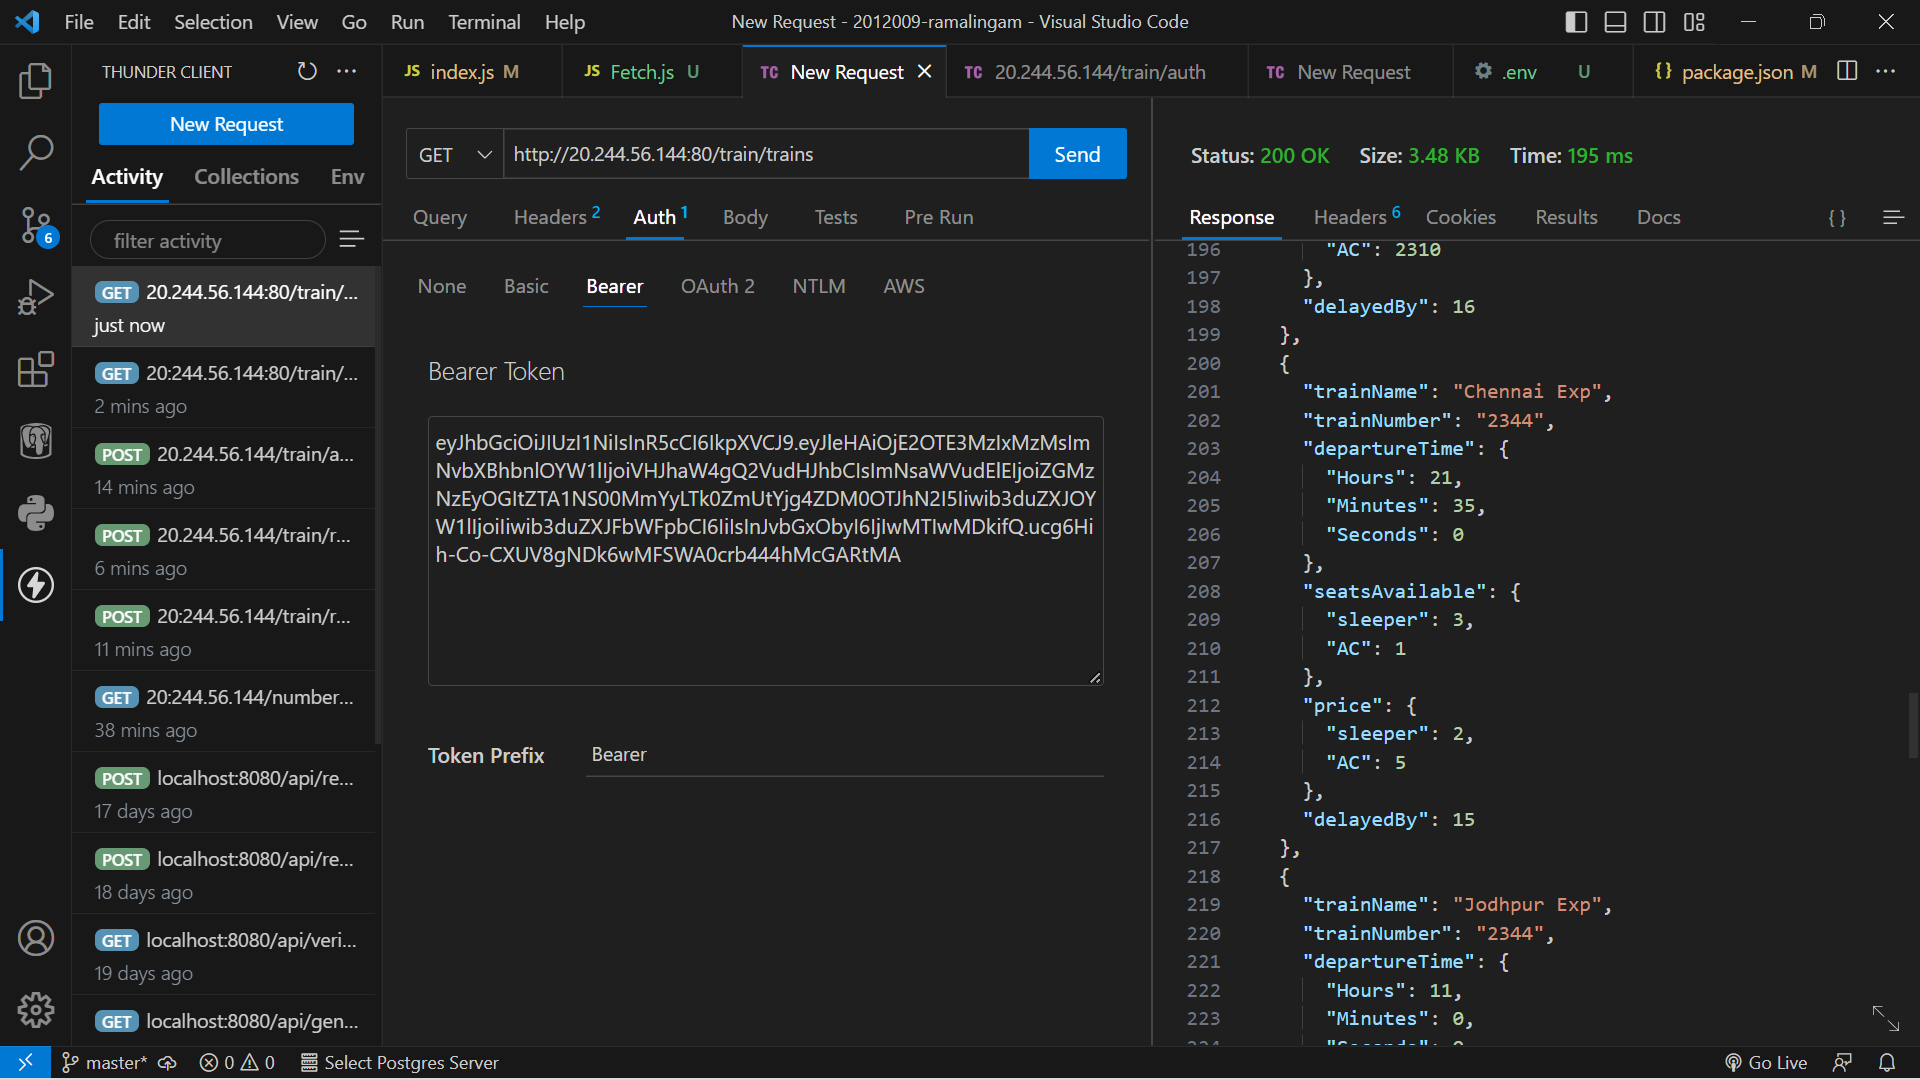 File Edit Selection View Go Run Terminal Help
New Request - 2012009-ramalingam - Visual Studio Code
THUNDER CLIENT
New Request
Activity Collections Env
filter activity
GET 20.244.56.144:80/train/...
just now
GET 20:244.56.144:80/train/...
2 mins ago
POST 20.244.56.144/train/a...
14 mins ago
POST 20.244.56.144/train/r...
6 mins ago
POST 20:244.56.144/train/r...
11 mins ago
GET 20:244.56.144/number...
38 mins ago
POST localhost:8080/api/re...
17 days ago
POST localhost:8080/api/re...
18 days ago
GET localhost:8080/api/veri...
19 days ago
GET localhost:8080/api/gen...
JS index.js M
JS Fetch.js U
TC New Request
TC 20.244.56.144/train/auth
TC New Request
.env U
{} package.json M
GET http://20.244.56.144:80/train/trains Send
Query Headers 2 Auth 1 Body Tests Pre Run
None Basic Bearer OAuth 2 NTLM AWS
Bearer Token
Token Prefix Bearer
Status: 200 OK Size: 3.48 KB Time: 195 ms
Response Headers 6 Cookies Results Docs { }
196 "AC": 2310
197 },
198 "delayedBy": 16
199 },
200 {
201 "trainName": "Chennai Exp",
202 "trainNumber": "2344",
203 "departureTime": {
204 "Hours": 21,
205 "Minutes": 35,
206 "Seconds": 0
207 },
208 "seatsAvailable": {
209 "sleeper": 3,
210 "AC": 1
211 },
212 "price": {
213 "sleeper": 2,
214 "AC": 5
215 },
216 "delayedBy": 15
217 },
218 {
219 "trainName": "Jodhpur Exp",
220 "trainNumber": "2344",
221 "departureTime": {
222 "Hours": 11,
223 "Minutes": 0,
6
master* 0 0 Select Postgres Server
Go Live